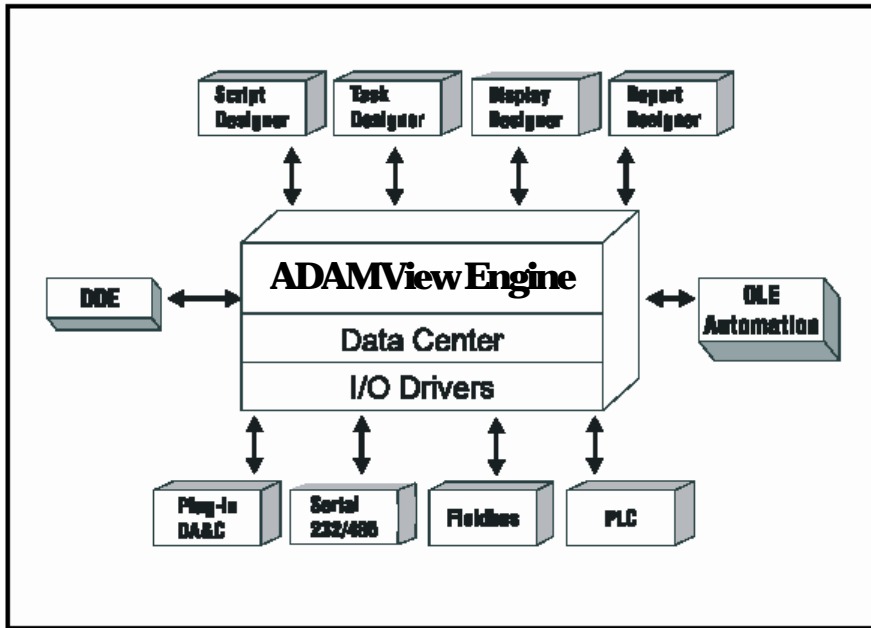 Script
Designer
Task
Designer
Display
Designer
Report
Designer
ADAMView Engine
DDE
OLE
Automation
Data Center
I/O Drivers
Plug-in
DA&C
Serial
232/485
Fieldbus
PLC